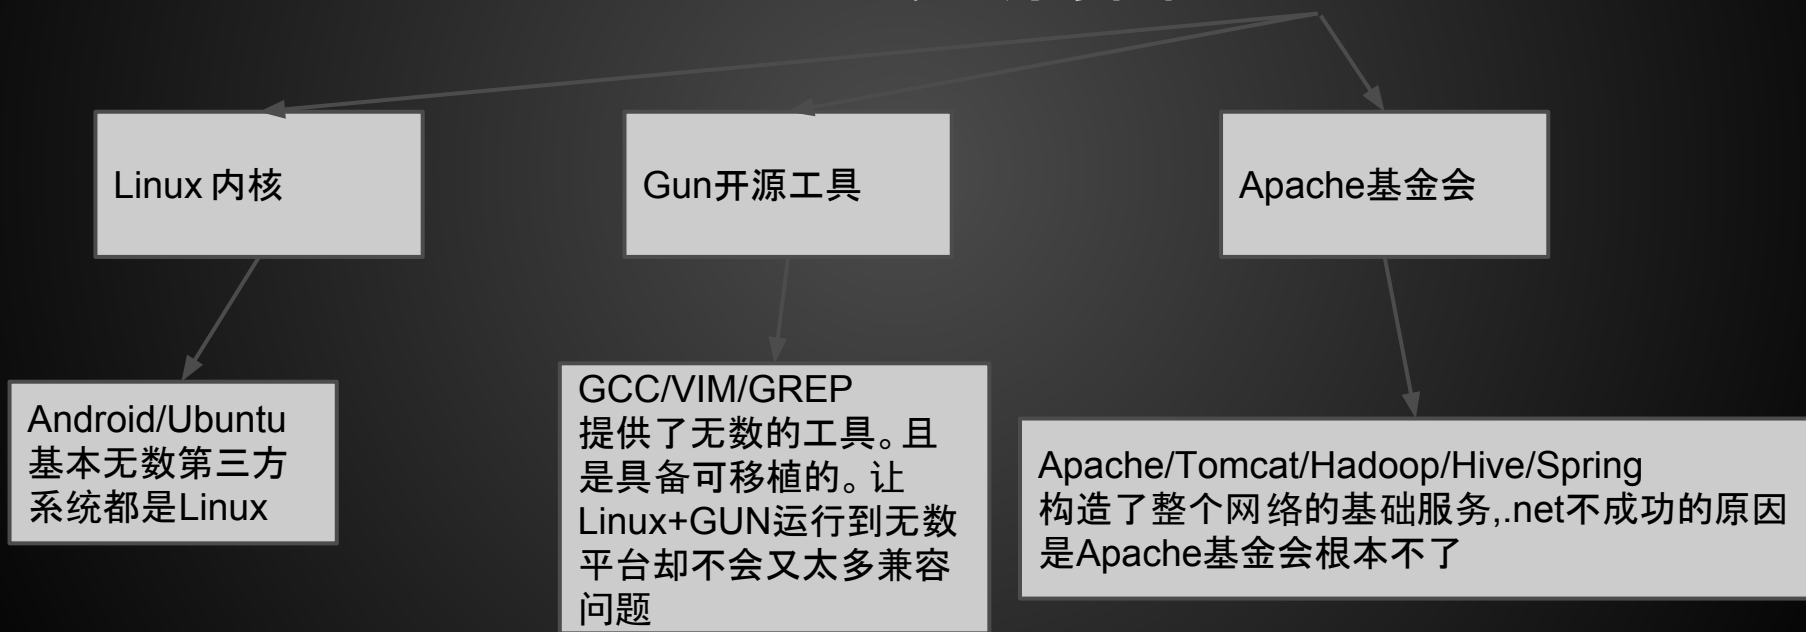 Linux 内核
Gun开源工具
Apache基金会
Android/Ubuntu
基本无数第三方
系统都是Linux
GCC/VIM/GREP
提供了无数的工具。且
是具备可移植的。让
Linux+GUN运行到无数
平台却不会又太多兼容
问题
Apache/Tomcat/Hadoop/Hive/Spring
构造了整个网络的基础服务,.net不成功的原因
是Apache基金会根本不了